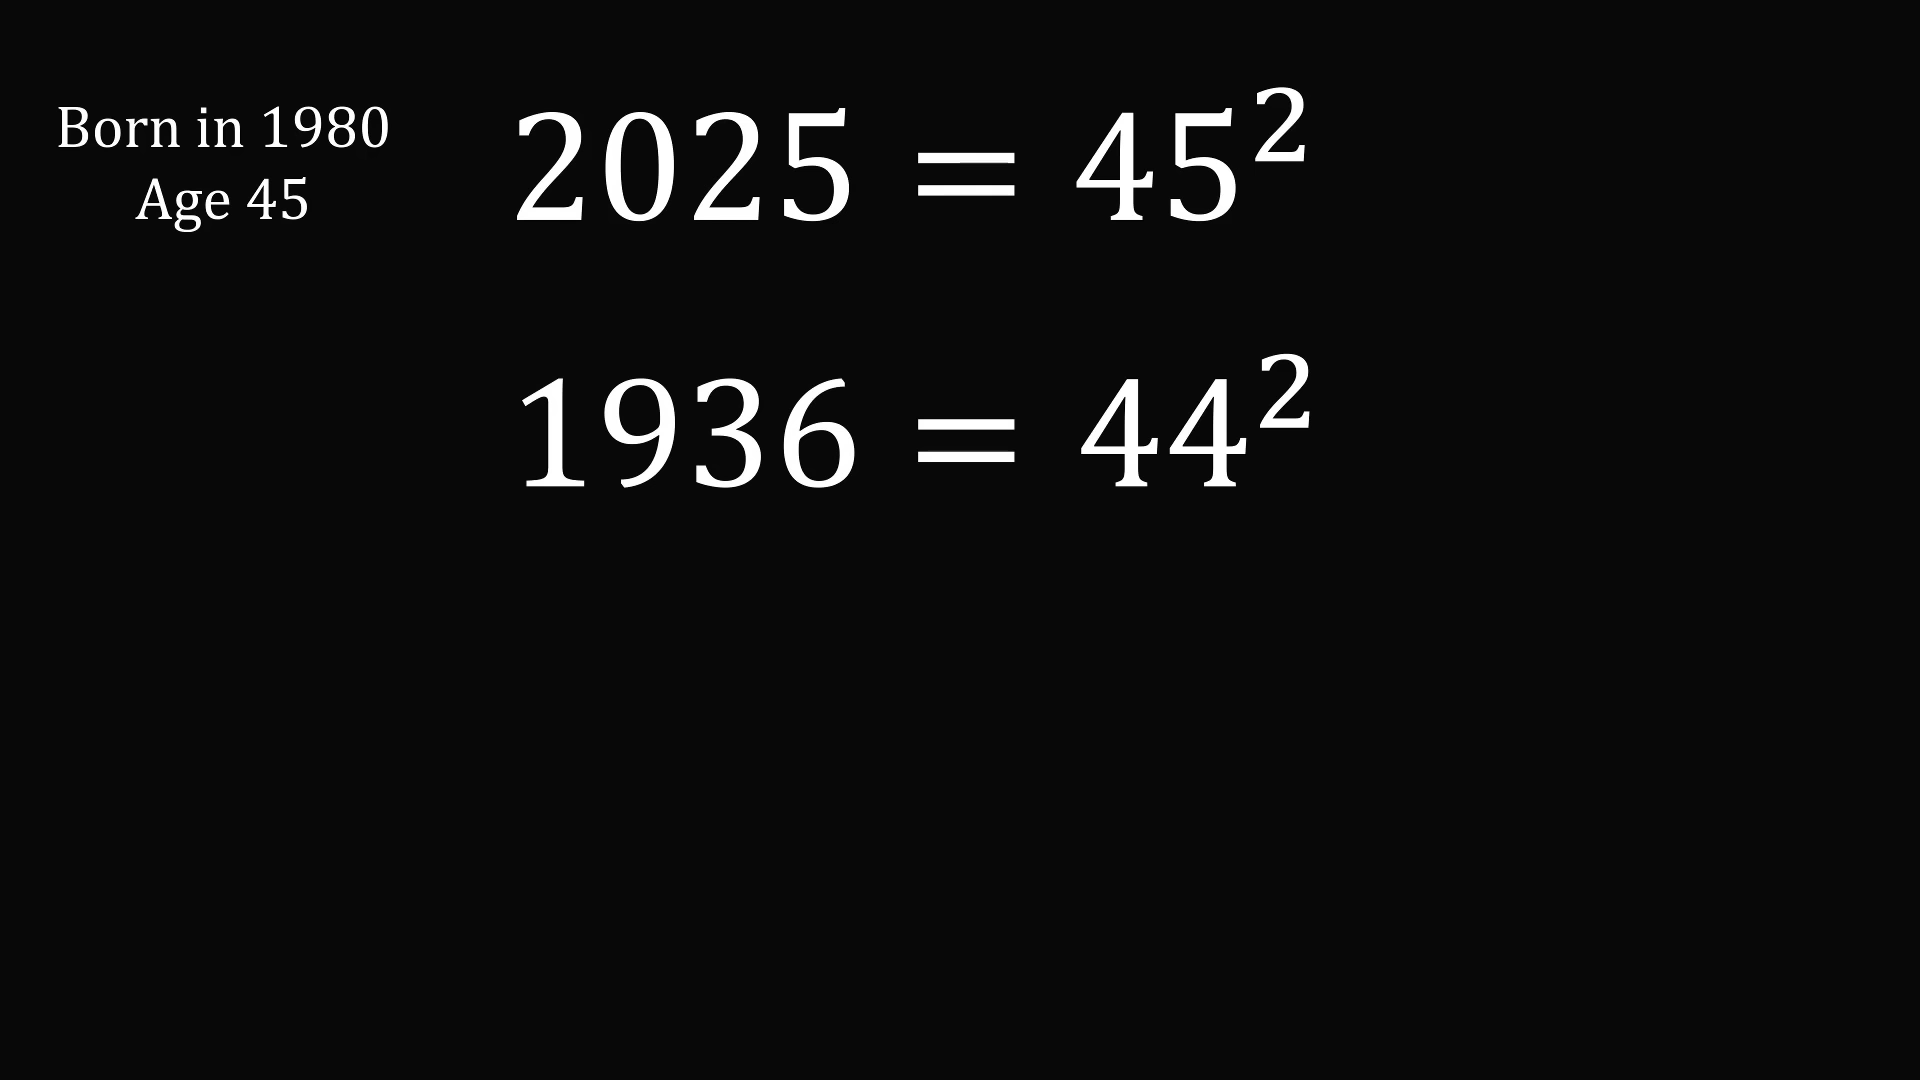 Born in 1980
Age 45
2025 = 45²
1936 = 44²